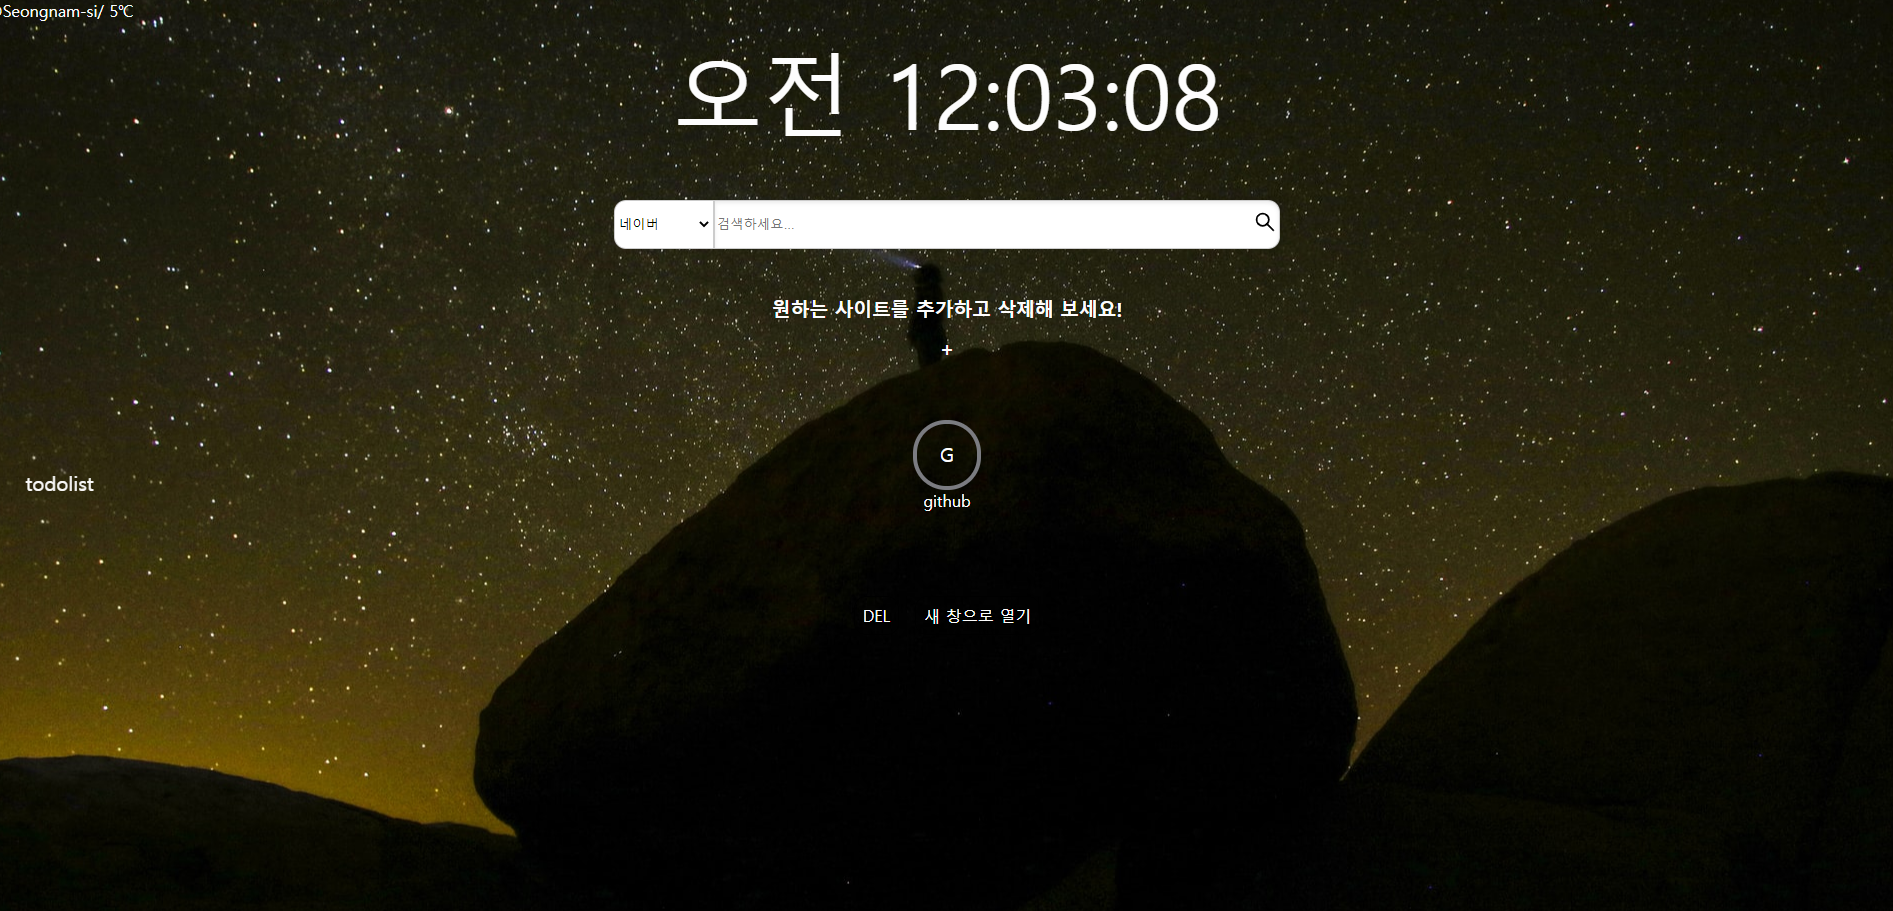 Seongnam-si/ 5℃
오전 12:03:08
네이버 검색하세요...
원하는 사이트를 추가하고 삭제해 보세요!
+
G
github
todolist
DEL 새 창으로 열기